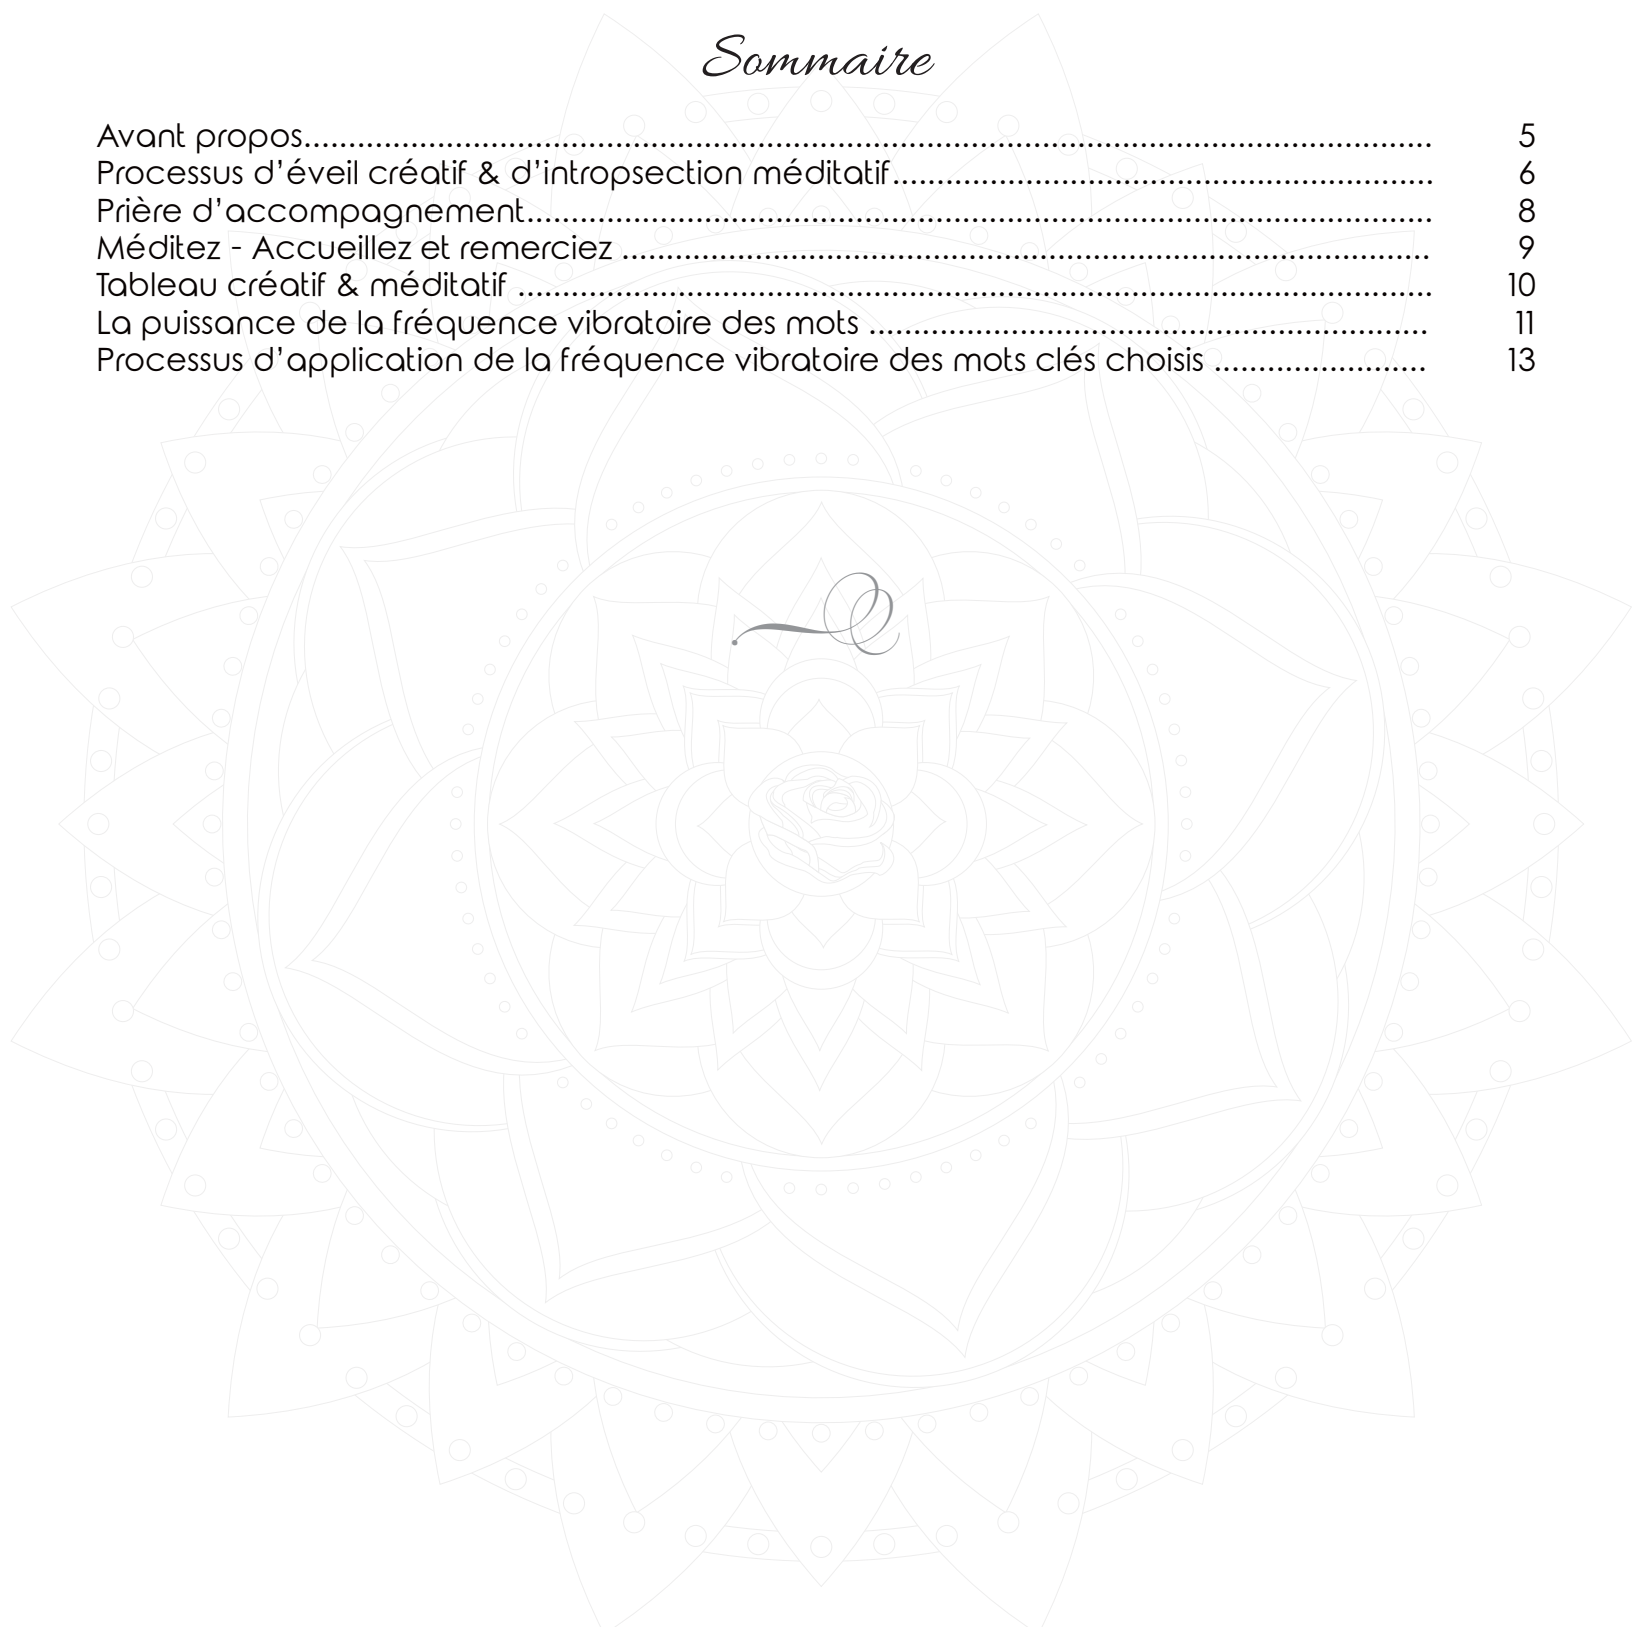 Sommaire
Avant propos........................................................................................................................ 5
Processus d'éveil créatif & d'intropsection méditatif......................................................... 6
Prière d'accompagnement................................................................................................ 8
Méditez - Accueillez et remerciez ..................................................................................... 9
Tableau créatif & méditatif ................................................................................................. 10
La puissance de la fréquence vibratoire des mots ........................................................... 11
Processus d'application de la fréquence vibratoire des mots clés choisis ........................ 13